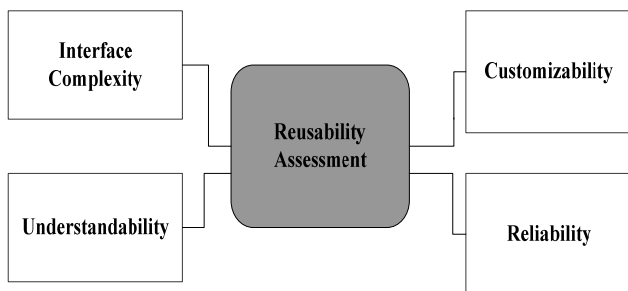 Interface
Complexity
Customizability
Reusability
Assessment
Understandability
Reliability